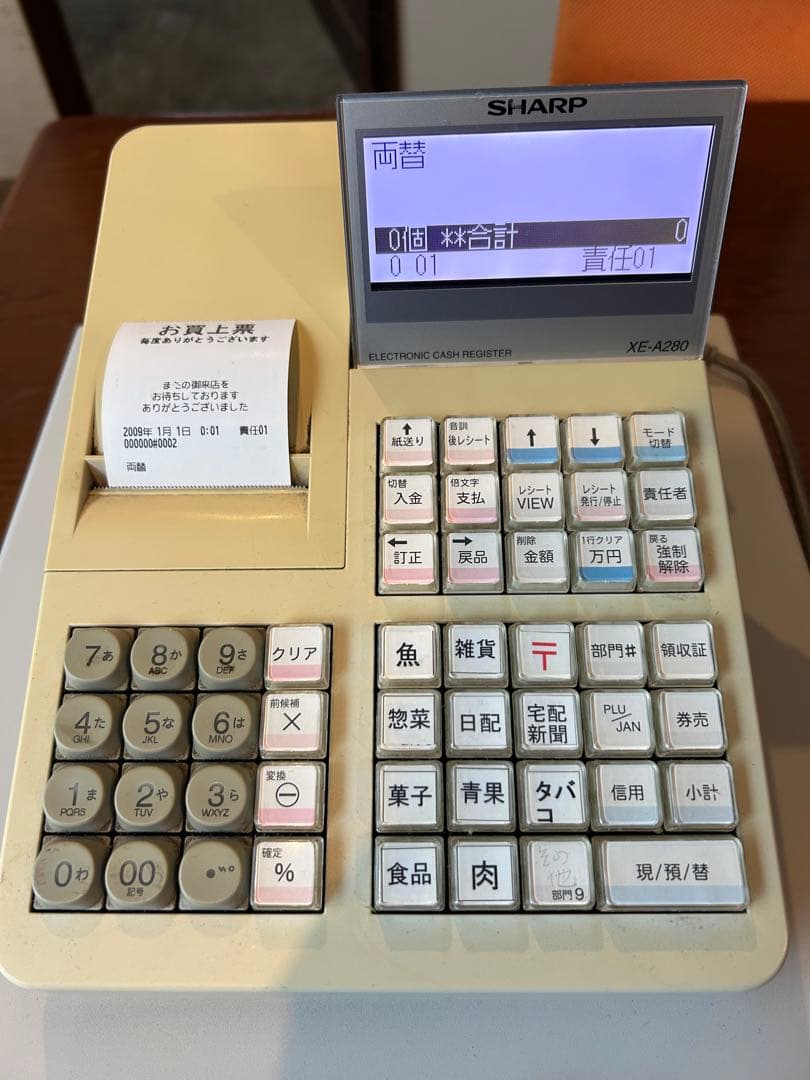 SHARP
両替
0個 **合計 0
0 01 責任01
ELECTRONIC CASH REGISTER XE-A280
お買上票
毎度ありがとうございます
またの御来店を
お待ちしております
ありがとうございました
2009年 1月 1日 0:01 責任01
000000#0002
両替
↑ 紙送り
音訓 後レシート
↑
↓
モード 切替
切替 入金
倍文字 支払
レシート VIEW
レシート 発行/停止
責任者
← 訂正
→ 戻品
削除 金額
1行クリア 万円
戻る 強制 解除
7 あ
8 か ABC
9 さ DEF
クリア
4 た GHI
5 な JKL
6 は MNO
前候補 ×
1 ま PQRS
2 や TUV
3 ら WXYZ
変換 ㊀
0 わ
00 記号
• ゛゜
確定 %
魚
雑貨
〒
部門#
領収証
惣菜
日配
宅配
新聞
PLU/JAN
券売
菓子
青果
タバ
コ
信用
小計
食品
肉
その他 部門9
現/預/替